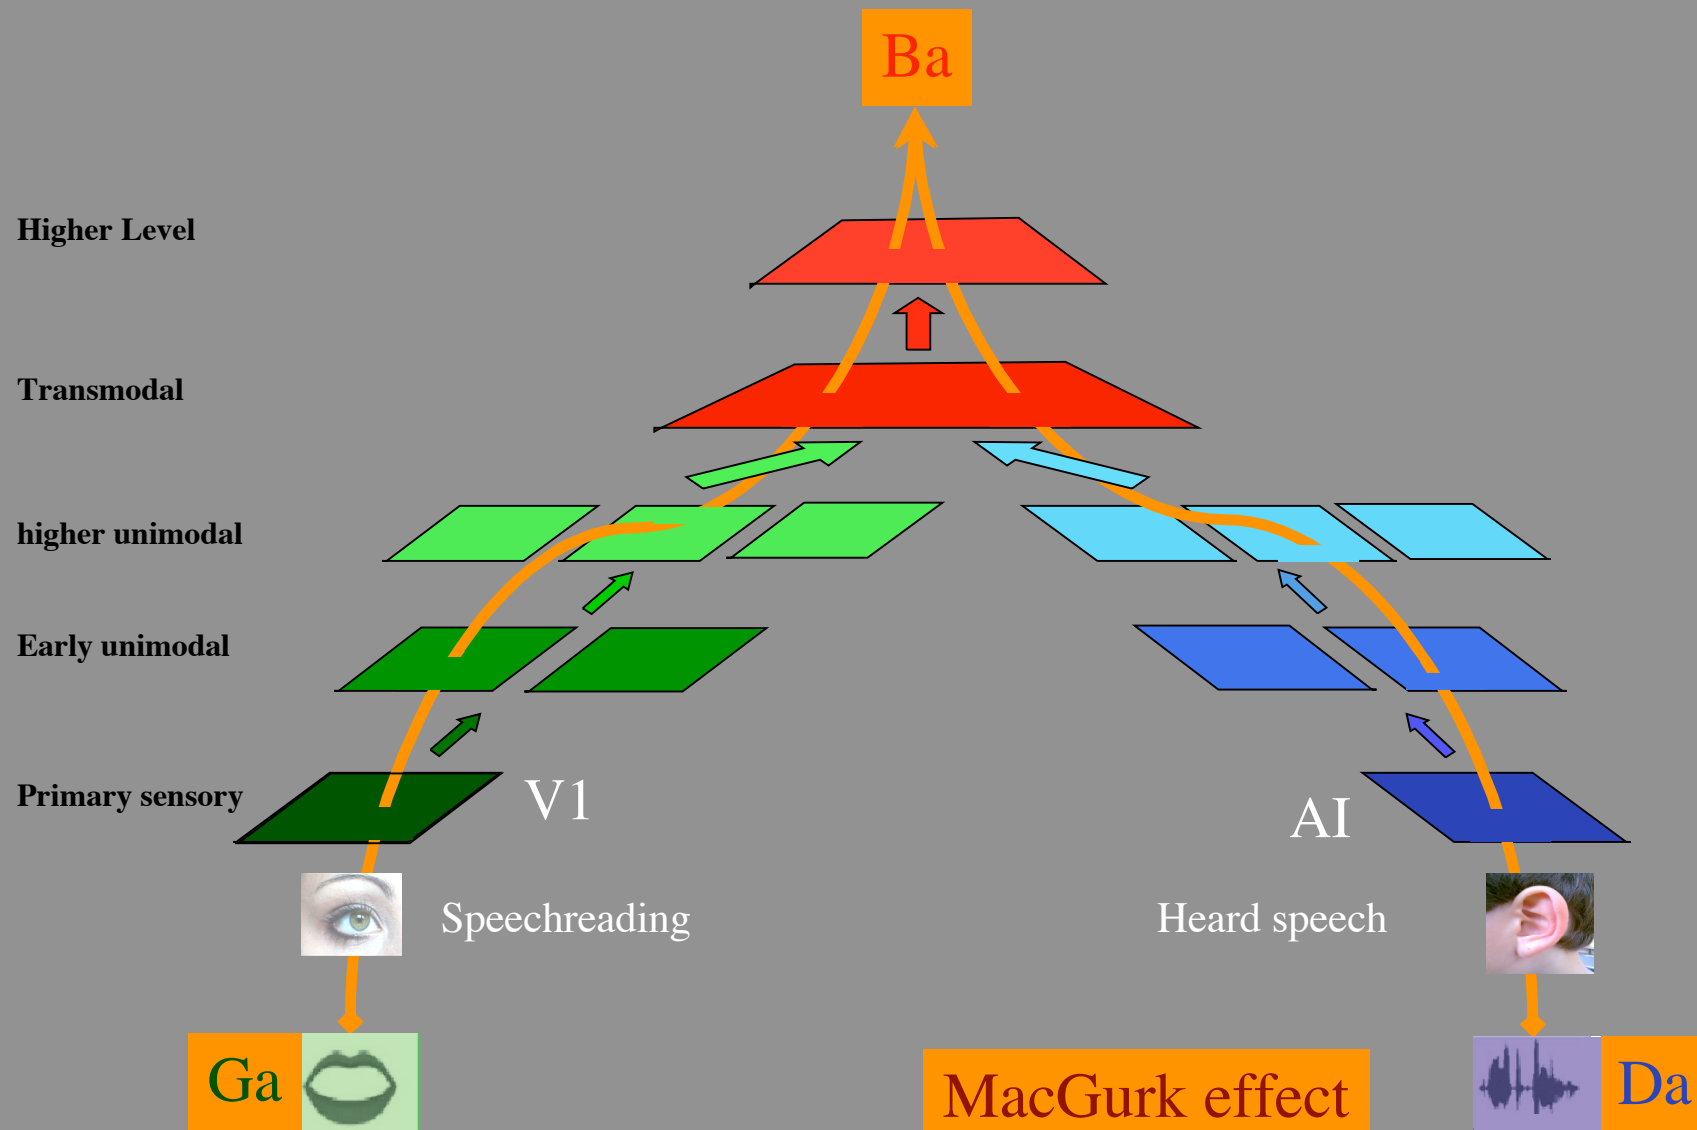 Ba
Higher Level
Transmodal
higher unimodal
Early unimodal
Primary sensory
V1
AI
Speechreading
Heard speech
Ga
MacGurk effect
Da